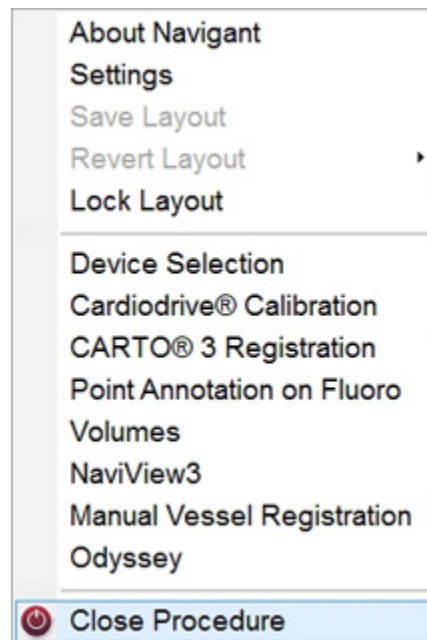 About Navigant
Settings
Save Layout
Revert Layout
Lock Layout
Device Selection
Cardiodrive® Calibration
CARTO® 3 Registration
Point Annotation on Fluoro
Volumes
NaviView3
Manual Vessel Registration
Odyssey
Close Procedure